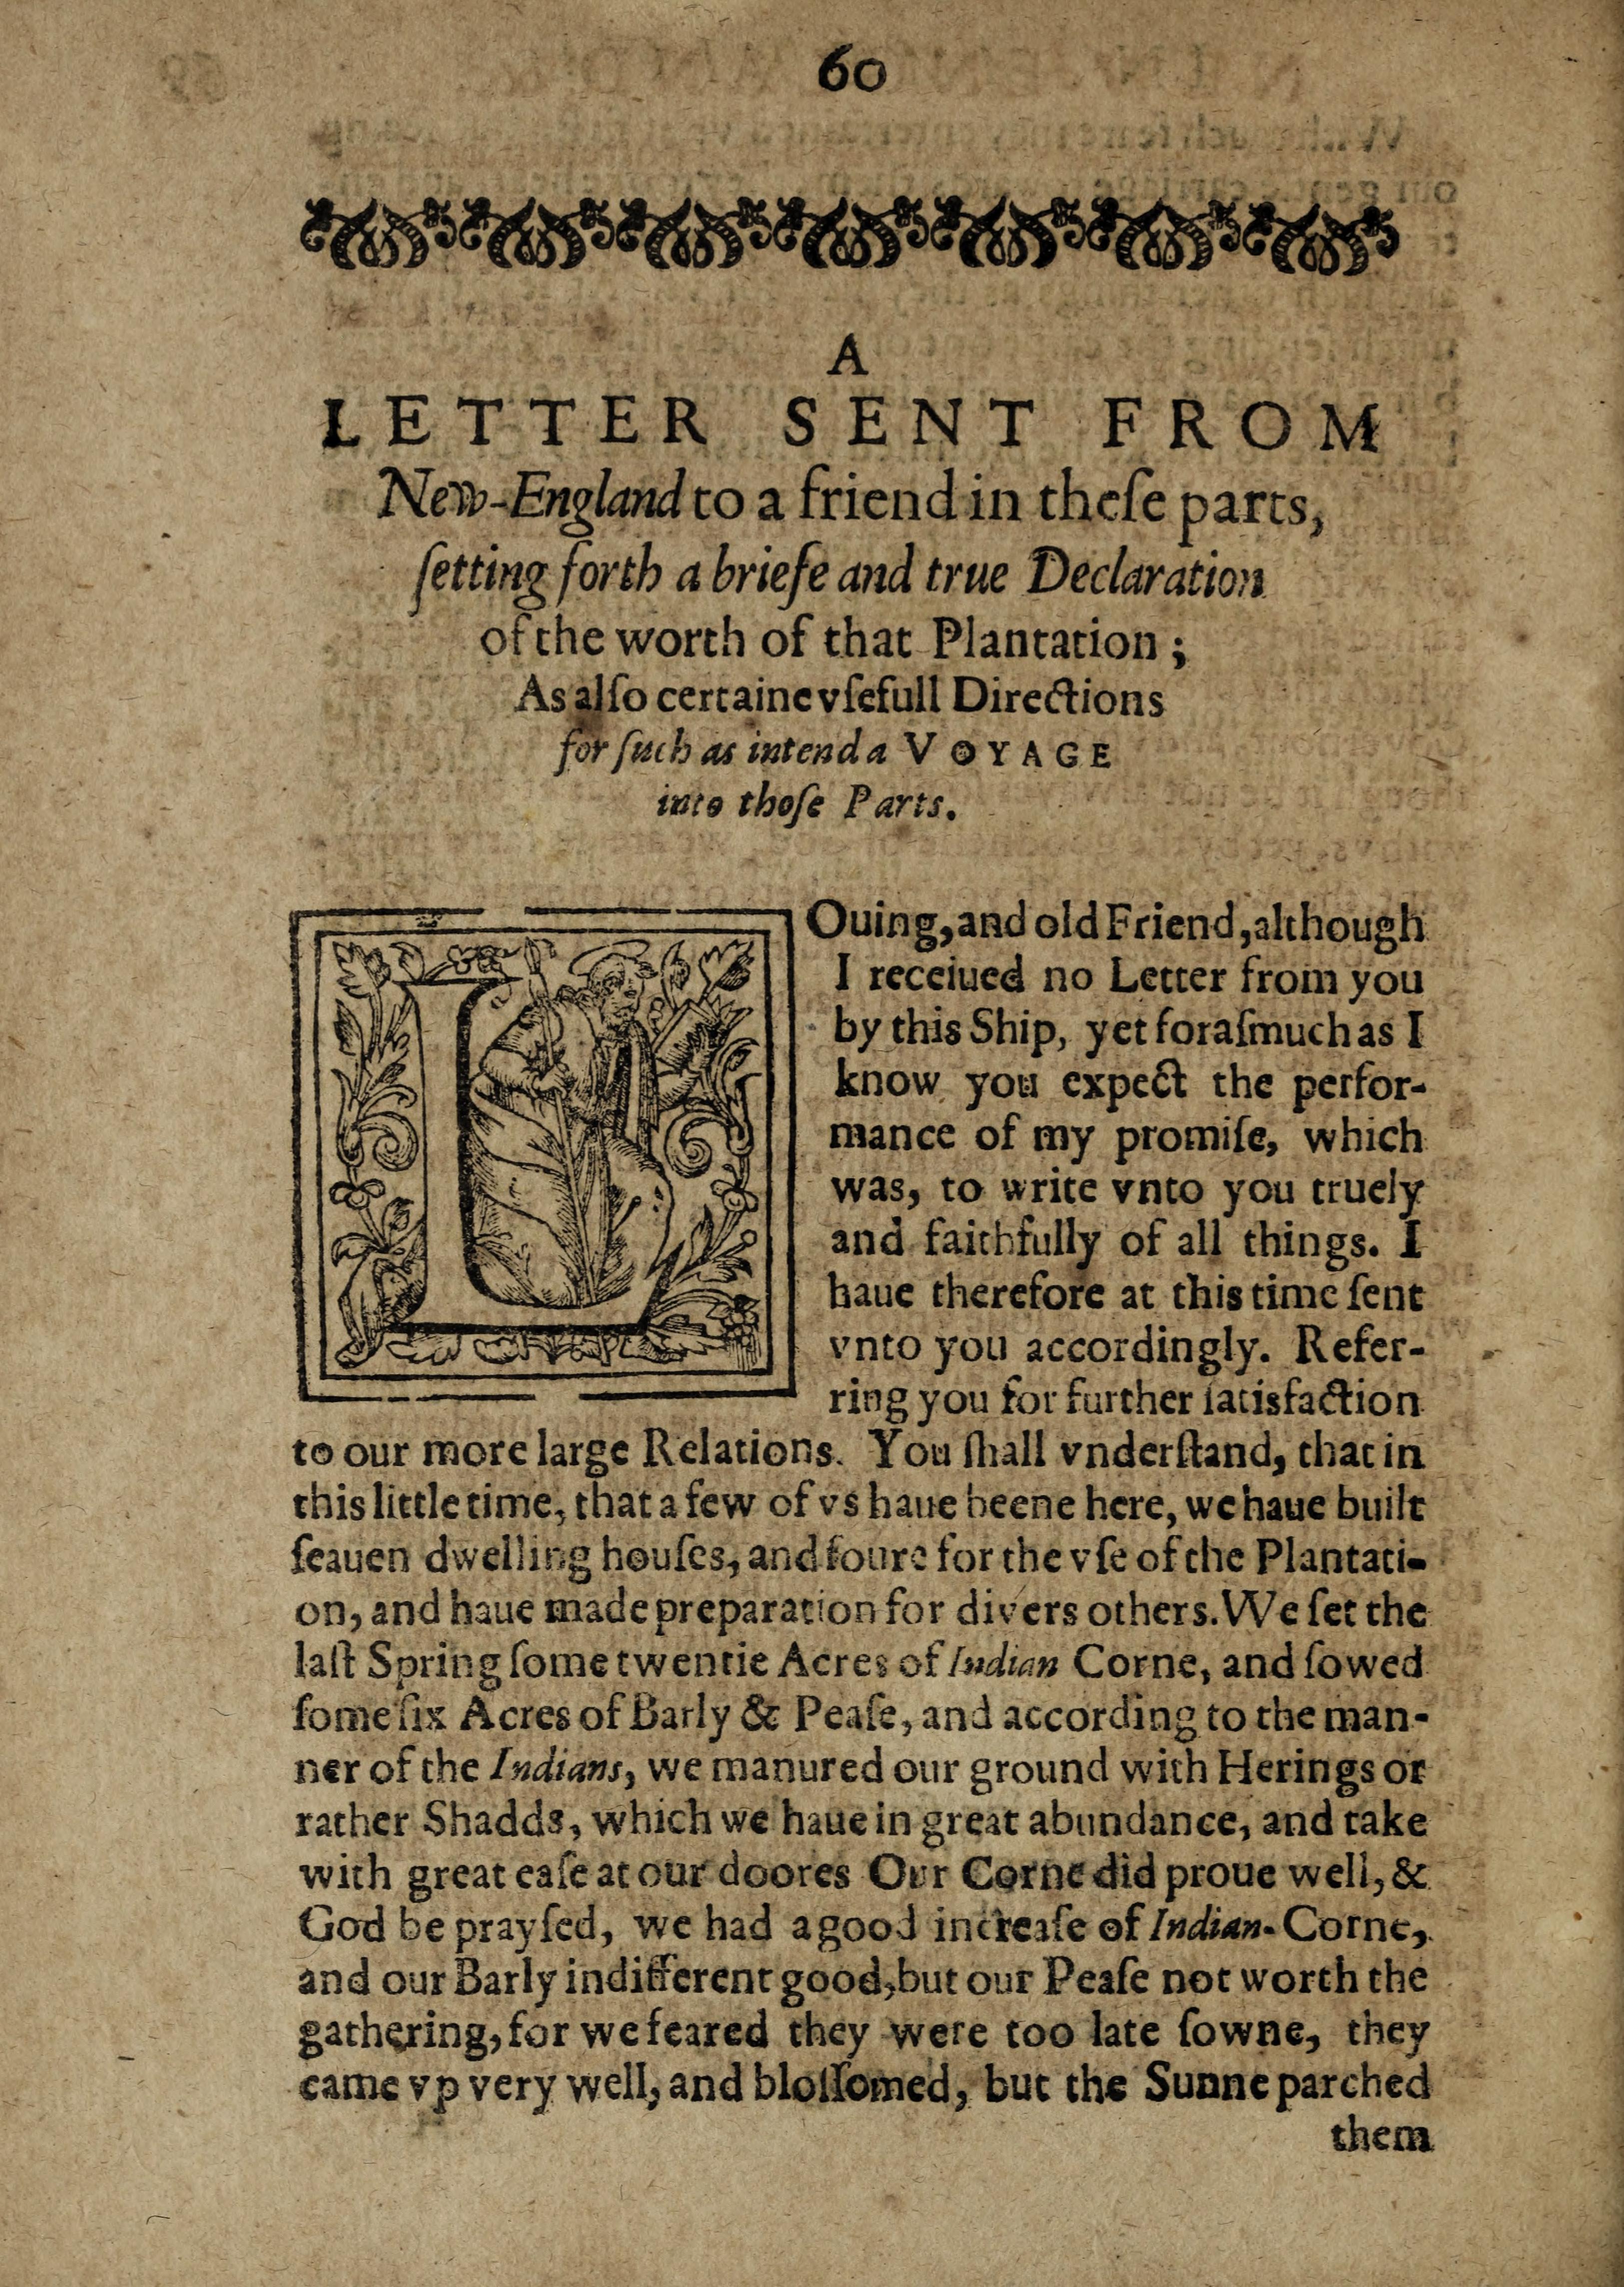 60
A
LETTER SENT FROM
New-England to a friend in theſe parts,
ſetting forth a briefe and true Declaration
of the worth of that Plantation ;
As alſo certaine vſefull Directions
for ſuch as intend a VOYAGE
into thoſe Parts.
LOuing, and old Friend, although
I receiued no Letter from you
by this Ship, yet foraſmuch as I
know you expect the perfor-
mance of my promiſe, which
was, to write vnto you truely
and faithfully of all things. I
haue therefore at this time ſent
vnto you accordingly. Refer-
ring you for further ſatisfaction
to our more large Relations. You ſhall vnderſtand, that in
this little time, that a few of vs haue beene here, we haue built
ſeauen dwelling houſes, and foure for the vſe of the Plantati-
on, and haue made preparation for divers others. We ſet the
laſt Spring ſome twentie Acres of Indian Corne, and ſowed
ſome ſix Acres of Barly & Peaſe, and according to the man-
ner of the Indians, we manured our ground with Herings or
rather Shadds, which we haue in great abundance, and take
with great eaſe at our doores Our Corne did proue well, &
God be prayſed, we had a good increaſe of Indian-Corne,
and our Barly indifferent good, but our Peaſe not worth the
gathering, for we feared they were too late ſowne, they
came vp very well, and bloſſomed, but the Sunne parched
them